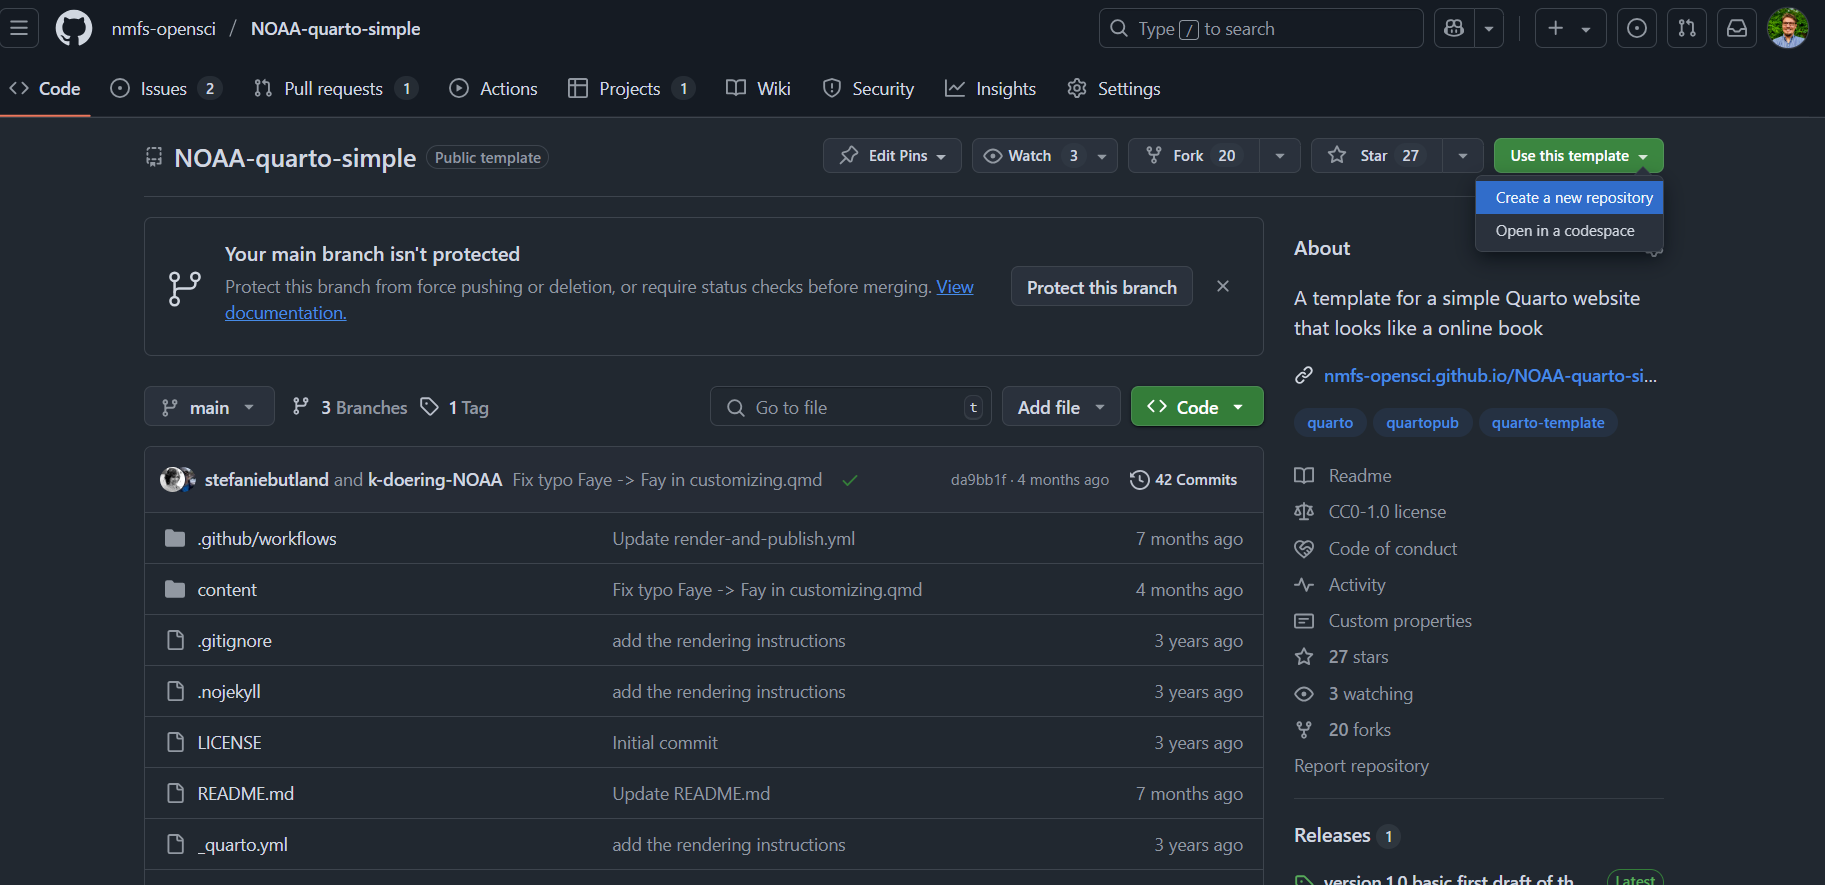 nmfs-opensci / NOAA-quarto-simple
Type / to search
Code
Issues 2
Pull requests 1
Actions
Projects 1
Wiki
Security
Insights
Settings
NOAA-quarto-simple Public template
Edit Pins
Watch 3
Fork 20
Star 27
Use this template
Create a new repository
Open in a codespace
Your main branch isn't protected
Protect this branch from force pushing or deletion, or require status checks before merging. View
documentation.
Protect this branch
main
3 Branches
1 Tag
Go to file t
Add file
Code
stefaniebutland and k-doering-NOAA Fix typo Faye -> Fay in customizing.qmd
da9bb1f · 4 months ago
42 Commits
.github/workflows Update render-and-publish.yml 7 months ago
content Fix typo Faye -> Fay in customizing.qmd 4 months ago
.gitignore add the rendering instructions 3 years ago
.nojekyll add the rendering instructions 3 years ago
LICENSE Initial commit 3 years ago
README.md Update README.md 7 months ago
_quarto.yml add the rendering instructions 3 years ago
About
A template for a simple Quarto website
that looks like a online book
nmfs-opensci.github.io/NOAA-quarto-si...
quarto quartopub quarto-template
Readme
CC0-1.0 license
Code of conduct
Activity
Custom properties
27 stars
3 watching
20 forks
Report repository
Releases 1
version 1.0 basic first draft of th Latest